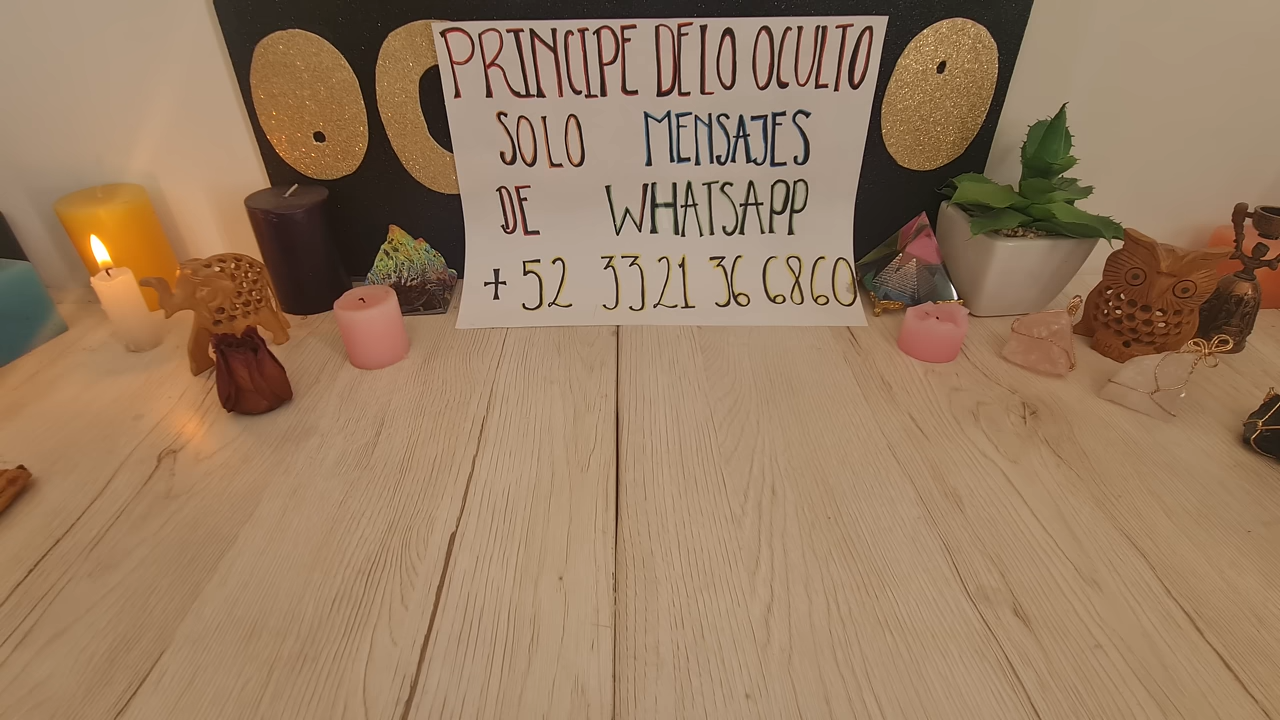 PRINCIPE DE LO OCULTO
SOLO MENSAJES
DE WHATSAPP
+52 33 21 36 6860